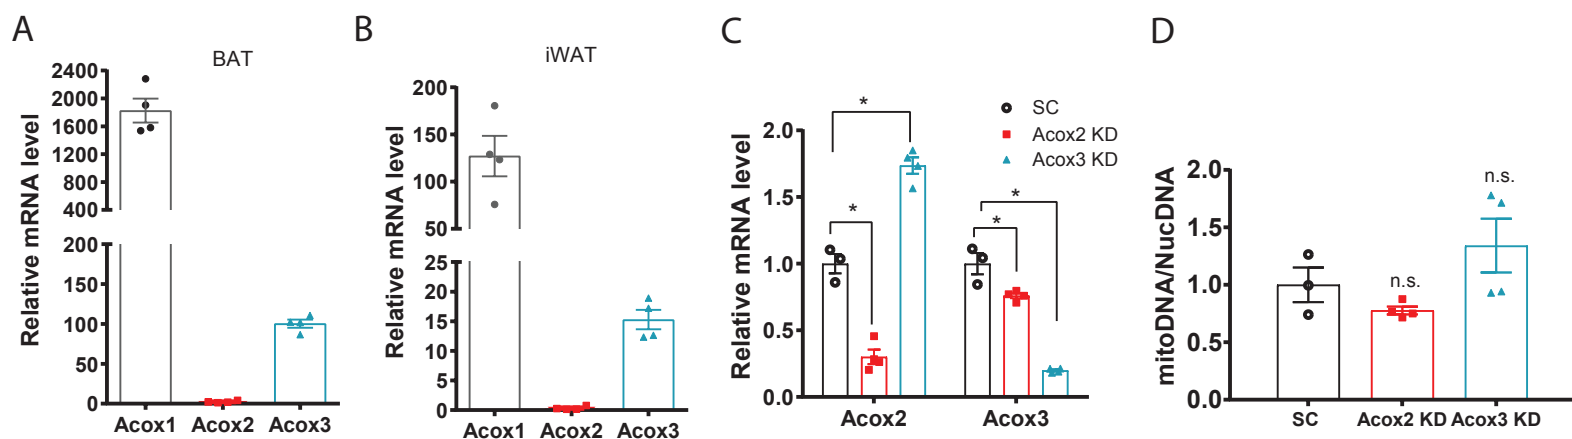 A
BAT
Relative mRNA level
2400
2000
1600
1200
800
400
200
150
100
50
0
Acox1 Acox2 Acox3
B
iWAT
Relative mRNA level
200
150
100
50
25
20
15
10
5
0
Acox1 Acox2 Acox3
C
SC
Acox2 KD
Acox3 KD
Relative mRNA level
2.0
1.5
1.0
0.5
0.0
* * * * *
Acox2 Acox3
D
mitoDNA/NucDNA
2.0
1.5
1.0
0.5
0.0
n.s.
n.s.
SC Acox2 KD Acox3 KD